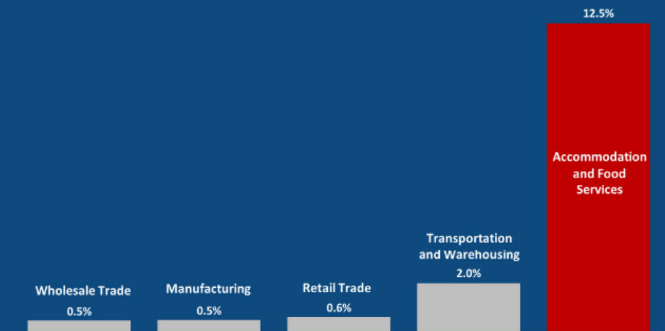 12.5%
Accommodation
and Food
Services
Transportation
and Warehousing
2.0%
Wholesale Trade
0.5%
Manufacturing
0.5%
Retail Trade
0.6%